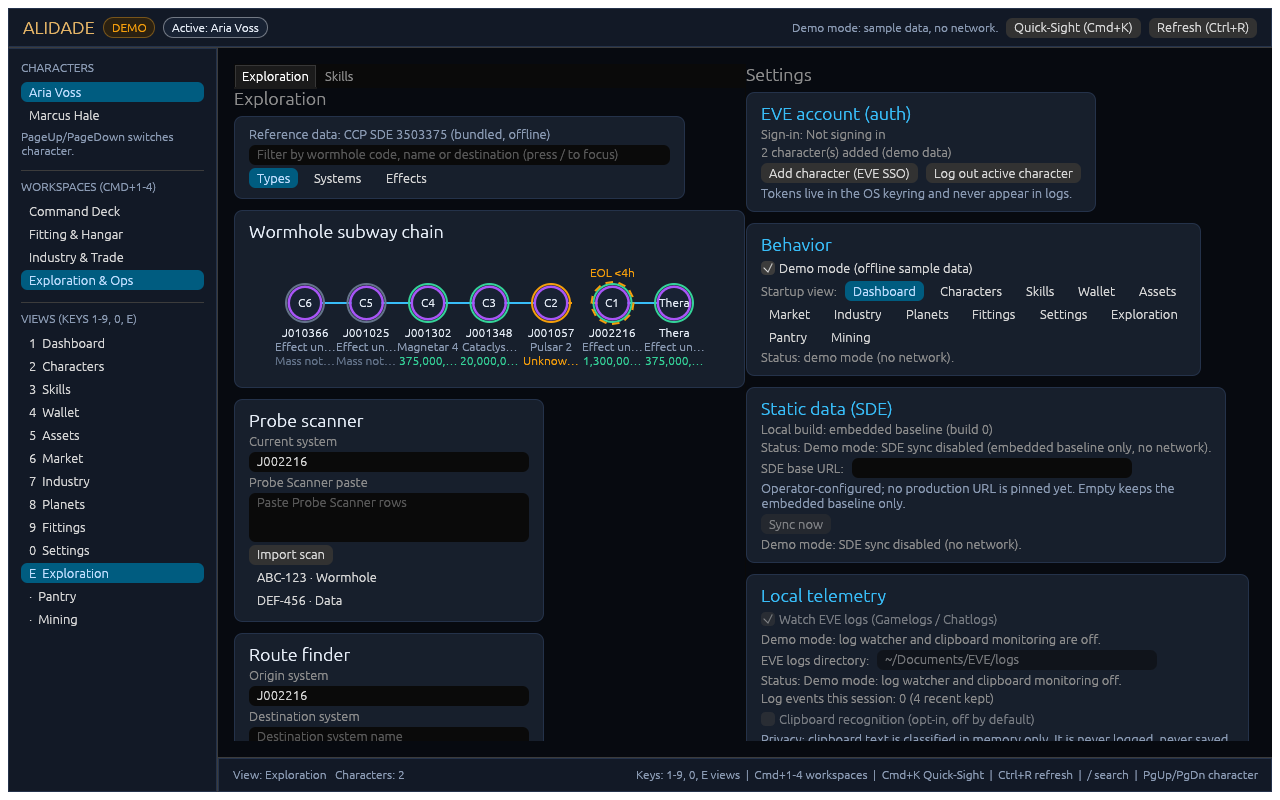 ALIDADE DEMO Active: Aria Voss
Demo mode: sample data, no network. Quick-Sight (Cmd+K) Refresh (Ctrl+R)
CHARACTERS
Aria Voss
Marcus Hale
PageUp/PageDown switches
character.
WORKSPACES (CMD+1-4)
Command Deck
Fitting & Hangar
Industry & Trade
Exploration & Ops
VIEWS (KEYS 1-9, 0, E)
1 Dashboard
2 Characters
3 Skills
4 Wallet
5 Assets
6 Market
7 Industry
8 Planets
9 Fittings
0 Settings
E Exploration
· Pantry
· Mining
Exploration Skills
Exploration
Reference data: CCP SDE 3503375 (bundled, offline)
Filter by wormhole code, name or destination (press / to focus)
Types Systems Effects
Wormhole subway chain
EOL <4h
C6 C5 C4 C3 C2 C1 Thera
J010366 J001025 J001302 J001348 J001057 J002216 Thera
Effect un... Effect un... Magnetar 4 Cataclys... Pulsar 2 Effect un... Effect un...
Mass not... Mass not... 375,000,... 20,000,0... Unknow... 1,300,00... 375,000,...
Probe scanner
Current system
J002216
Probe Scanner paste
Paste Probe Scanner rows
Import scan
ABC-123 · Wormhole
DEF-456 · Data
Route finder
Origin system
J002216
Destination system
Destination system name
Settings
EVE account (auth)
Sign-in: Not signing in
2 character(s) added (demo data)
Add character (EVE SSO) Log out active character
Tokens live in the OS keyring and never appear in logs.
Behavior
Demo mode (offline sample data)
Startup view: Dashboard Characters Skills Wallet Assets
Market Industry Planets Fittings Settings Exploration
Pantry Mining
Status: demo mode (no network).
Static data (SDE)
Local build: embedded baseline (build 0)
Status: Demo mode: SDE sync disabled (embedded baseline only, no network).
SDE base URL:
Operator-configured; no production URL is pinned yet. Empty keeps the
embedded baseline only.
Sync now
Demo mode: SDE sync disabled (no network).
Local telemetry
Watch EVE logs (Gamelogs / Chatlogs)
Demo mode: log watcher and clipboard monitoring are off.
EVE logs directory: ~/Documents/EVE/logs
Status: Demo mode: log watcher and clipboard monitoring off.
Log events this session: 0 (4 recent kept)
Clipboard recognition (opt-in, off by default)
Privacy: clipboard text is classified in memory only. It is never logged, never saved
View: Exploration Characters: 2
Keys: 1-9, 0, E views | Cmd+1-4 workspaces | Cmd+K Quick-Sight | Ctrl+R refresh | / search | PgUp/PgDn character